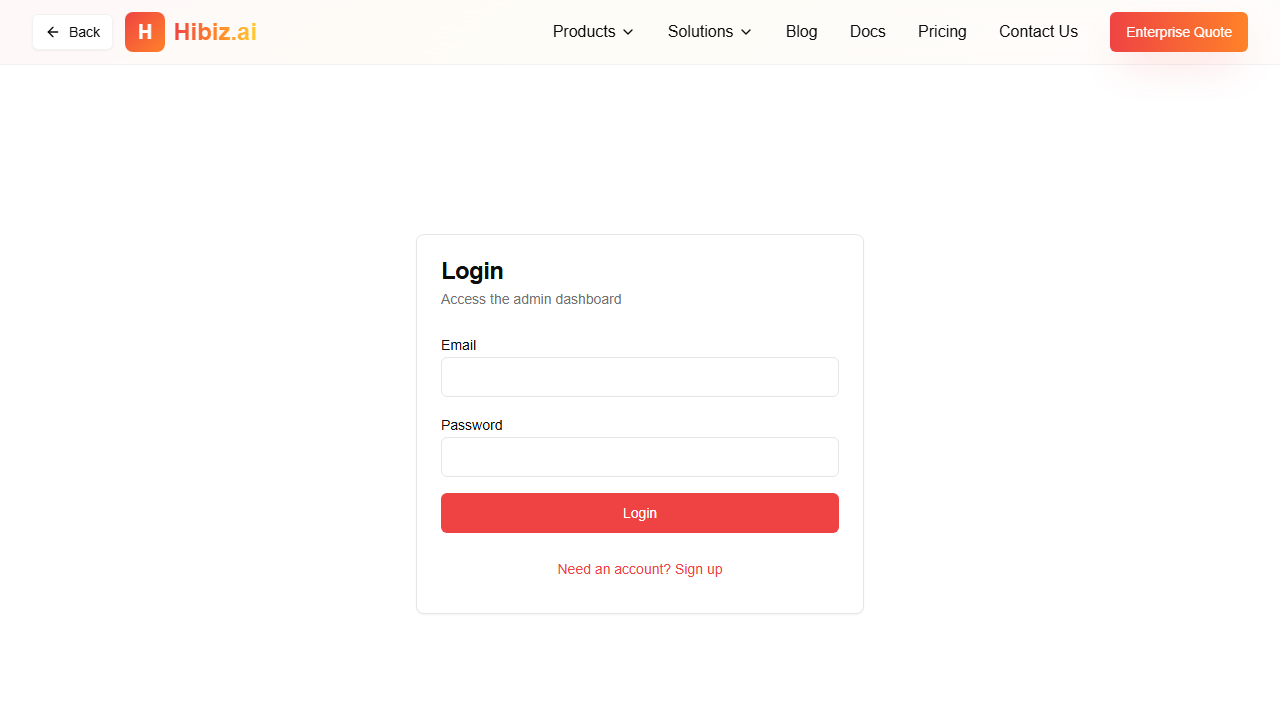 Back
H
Hibiz.ai
Products
Solutions
Blog
Docs
Pricing
Contact Us
Enterprise Quote
Login
Access the admin dashboard
Email
Password
Login
Need an account? Sign up